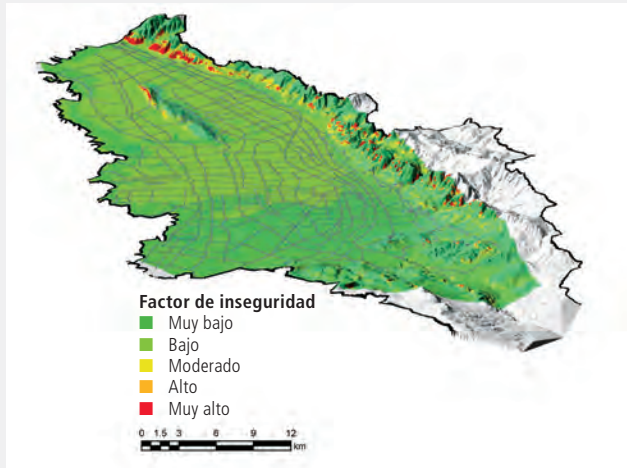 Factor de inseguridad
Muy bajo
Bajo
Moderado
Alto
Muy alto
0 1.5 3 6 9 12
km